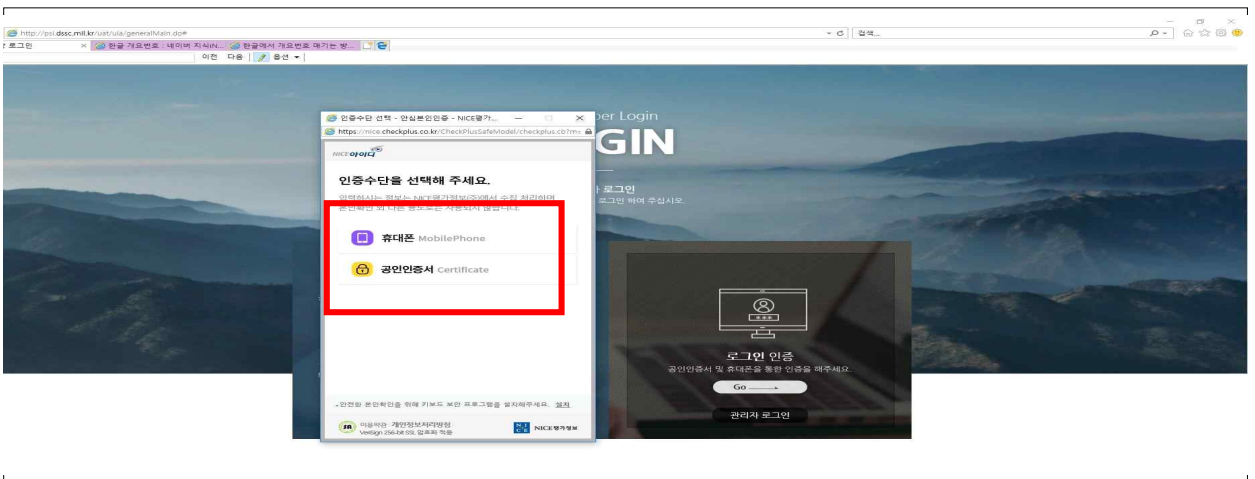 http://psi.dssc.mil.kr/uat/uia/generalMain.do#
검색...
로그인
한글 개요번호 : 네이버 지식iN...
한글에서 개요번호 매기는 방...
이전 다음 옵션
인증수단 선택 - 안심본인인증 - NICE평가...
https://nice.checkplus.co.kr/CheckPlusSafeModel/checkplus.cb?m=
NICE 아이디
인증수단을 선택해 주세요.
입력하시는 정보는 NICE평가정보(주)에서 수집 처리하며
본인확인 외 다른 용도로는 사용되지 않습니다.
휴대폰 MobilePhone
공인인증서 Certificate
안전한 본인확인을 위해 키보드 보안 프로그램을 설치해주세요. 설치
이용약관 개인정보처리방침
VeriSign 256-bit SSL 암호화 적용
NICE NICE평가정보
per Login
GIN
로그인
로그인 하여 주십시오
로그인 인증
공인인증서 및 휴대폰을 통한 인증을 해주세요.
Go
관리자 로그인